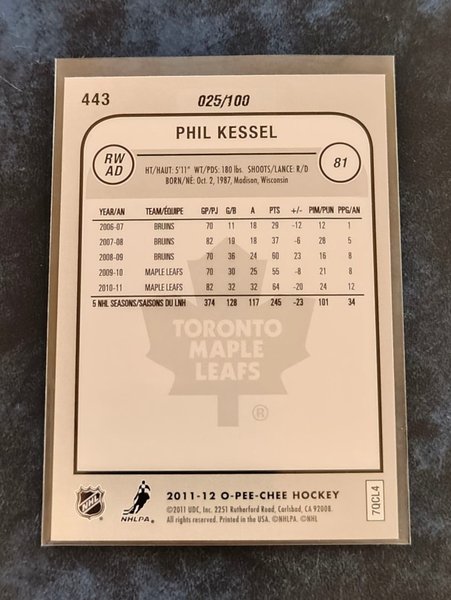 443 025/100
PHIL KESSEL
RW
AD
HT/HAUT: 5'11" WT/PDS: 180 lbs. SHOOTS/LANCE: R/D
BORN/NÉ: Oct. 2, 1987, Madison, Wisconsin
81
YEAR/AN TEAM/ÉQUIPE GP/PJ G/B A PTS +/- PIM/PUN PPG/AN
2006-07 BRUINS 70 11 18 29 -12 12 1
2007-08 BRUINS 82 19 18 37 -6 28 5
2008-09 BRUINS 70 36 24 60 23 16 8
2009-10 MAPLE LEAFS 70 30 25 55 -8 21 8
2010-11 MAPLE LEAFS 82 32 32 64 -20 24 12
5 NHL SEASONS/SAISONS DU LNH 374 128 117 245 -23 101 34
TORONTO
MAPLE
LEAFS
®
NHL
NHLPA.
2011-12 O-PEE-CHEE HOCKEY
©2011 UDC, Inc. 2251 Rutherford Road, Carlsbad, CA 92008.
All rights reserved. Printed in the USA. ©NHLPA. ©NHL
7QCL4